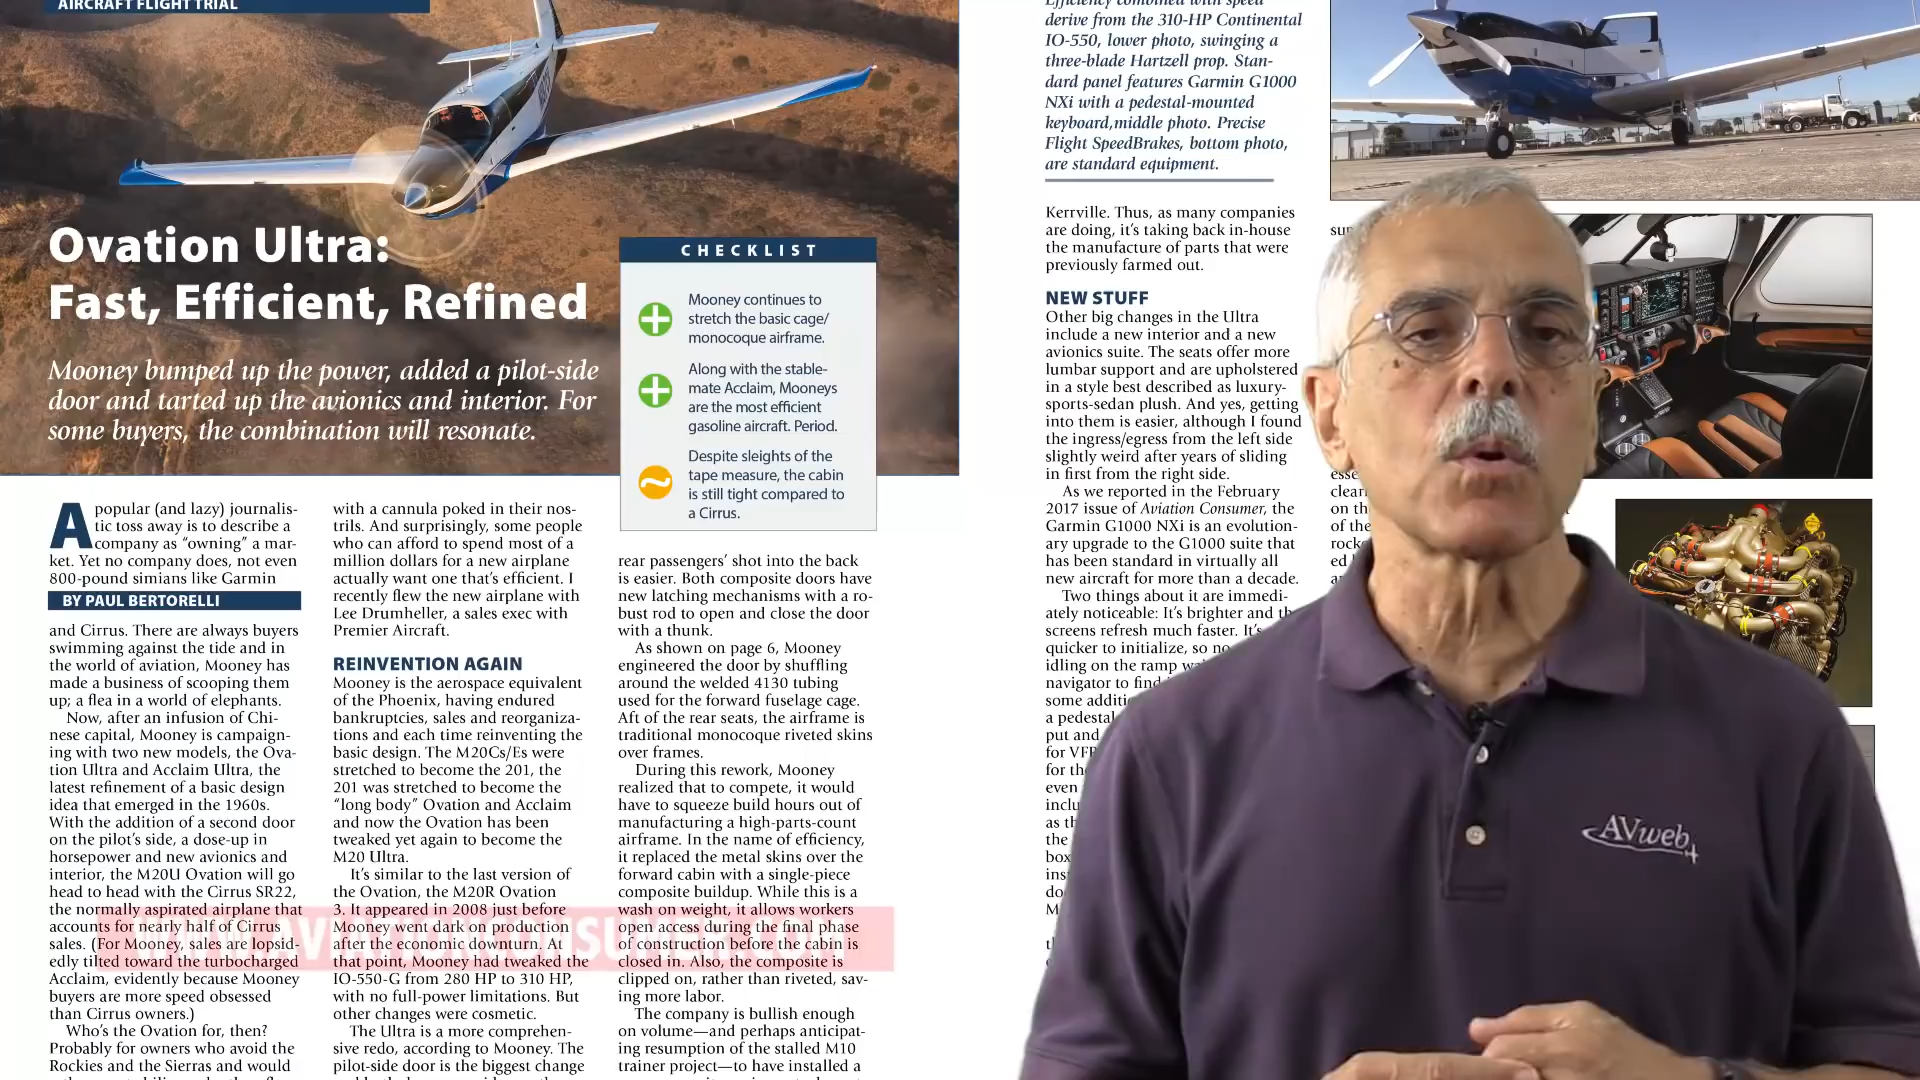 AIRCRAFT FLIGHT TRIAL
Ovation Ultra:
Fast, Efficient, Refined
Mooney bumped up the power, added a pilot-side
door and tarted up the avionics and interior. For
some buyers, the combination will resonate.
CHECKLIST
Mooney continues to
stretch the basic cage/
monocoque airframe.
Along with the stable-
mate Acclaim, Mooneys
are the most efficient
gasoline aircraft. Period.
Despite sleights of the
tape measure, the cabin
is still tight compared to
a Cirrus.
A popular (and lazy) journalis-
tic toss away is to describe a
company as “owning” a mar-
ket. Yet no company does, not even
800-pound simians like Garmin
BY PAUL BERTORELLI
and Cirrus. There are always buyers
swimming against the tide and in
the world of aviation, Mooney has
made a business of scooping them
up; a flea in a world of elephants.
Now, after an infusion of Chi-
nese capital, Mooney is campaign-
ing with two new models, the Ova-
tion Ultra and Acclaim Ultra, the
latest refinement of a basic design
idea that emerged in the 1960s.
With the addition of a second door
on the pilot’s side, a dose-up in
horsepower and new avionics and
interior, the M20U Ovation will go
head to head with the Cirrus SR22,
the normally aspirated airplane that
accounts for nearly half of Cirrus
sales. (For Mooney, sales are lopsid-
edly tilted toward the turbocharged
Acclaim, evidently because Mooney
buyers are more speed obsessed
than Cirrus owners.)
Who’s the Ovation for, then?
Probably for owners who avoid the
Rockies and the Sierras and would
with a cannula poked in their nos-
trils. And surprisingly, some people
who can afford to spend most of a
million dollars for a new airplane
actually want one that’s efficient. I
recently flew the new airplane with
Lee Drumheller, a sales exec with
Premier Aircraft.
REINVENTION AGAIN
Mooney is the aerospace equivalent
of the Phoenix, having endured
bankruptcies, sales and reorganiza-
tions and each time reinventing the
basic design. The M20Cs/Es were
stretched to become the 201, the
201 was stretched to become the
“long body” Ovation and Acclaim
and now the Ovation has been
tweaked yet again to become the
M20 Ultra.
It’s similar to the last version of
the Ovation, the M20R Ovation
3. It appeared in 2008 just before
Mooney went dark on production
after the economic downturn. At
that point, Mooney had tweaked the
IO-550-G from 280 HP to 310 HP,
with no full-power limitations. But
other changes were cosmetic.
The Ultra is a more comprehen-
sive redo, according to Mooney. The
pilot-side door is the biggest change
rear passengers’ shot into the back
is easier. Both composite doors have
new latching mechanisms with a ro-
bust rod to open and close the door
with a thunk.
As shown on page 6, Mooney
engineered the door by shuffling
around the welded 4130 tubing
used for the forward fuselage cage.
Aft of the rear seats, the airframe is
traditional monocoque riveted skins
over frames.
During this rework, Mooney
realized that to compete, it would
have to squeeze build hours out of
manufacturing a high-parts-count
airframe. In the name of efficiency,
it replaced the metal skins over the
forward cabin with a single-piece
composite buildup. While this is a
wash on weight, it allows workers
open access during the final phase
of construction before the cabin is
closed in. Also, the composite is
clipped on, rather than riveted, sav-
ing more labor.
The company is bullish enough
on volume—and perhaps anticipat-
ing resumption of the stalled M10
trainer project—to have installed a
WWW.AVIATIONCONSUMER.COM
Efficiency combined with speed
derive from the 310-HP Continental
IO-550, lower photo, swinging a
three-blade Hartzell prop. Stan-
dard panel features Garmin G1000
NXi with a pedestal-mounted
keyboard,middle photo. Precise
Flight SpeedBrakes, bottom photo,
are standard equipment.
Kerrville. Thus, as many companies
are doing, it’s taking back in-house
the manufacture of parts that were
previously farmed out.
NEW STUFF
Other big changes in the Ultra
include a new interior and a new
avionics suite. The seats offer more
lumbar support and are upholstered
in a style best described as luxury-
sports-sedan plush. And yes, getting
into them is easier, although I found
the ingress/egress from the left side
slightly weird after years of sliding
in first from the right side.
As we reported in the February
2017 issue of Aviation Consumer, the
Garmin G1000 NXi is an evolution-
ary upgrade to the G1000 suite that
has been standard in virtually all
new aircraft for more than a decade.
Two things about it are immedi-
ately noticeable: It’s brighter and
screens refresh much faster. It’s
quicker to initialize, so
idling on the ramp
navigator to
some
a pedestal
put and
for VFR
for the
even
the
of the
on the
AVweb